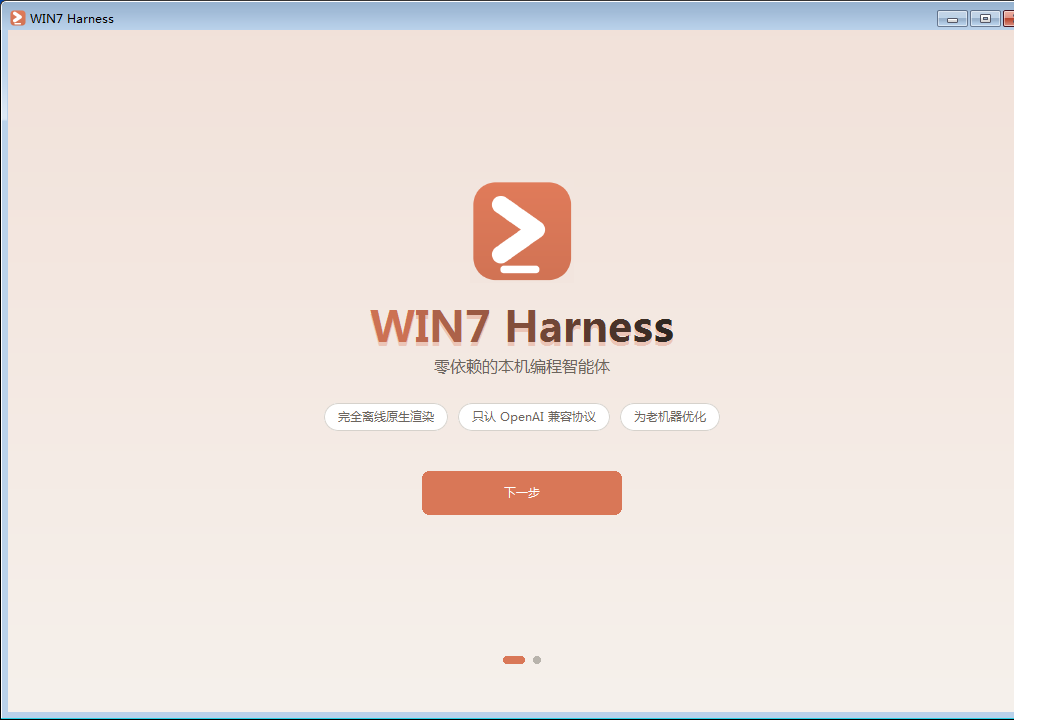 WIN7 Harness
WIN7 Harness
零依赖的本机编程智能体
完全离线原生渲染
只认 OpenAI 兼容协议
为老机器优化
下一步